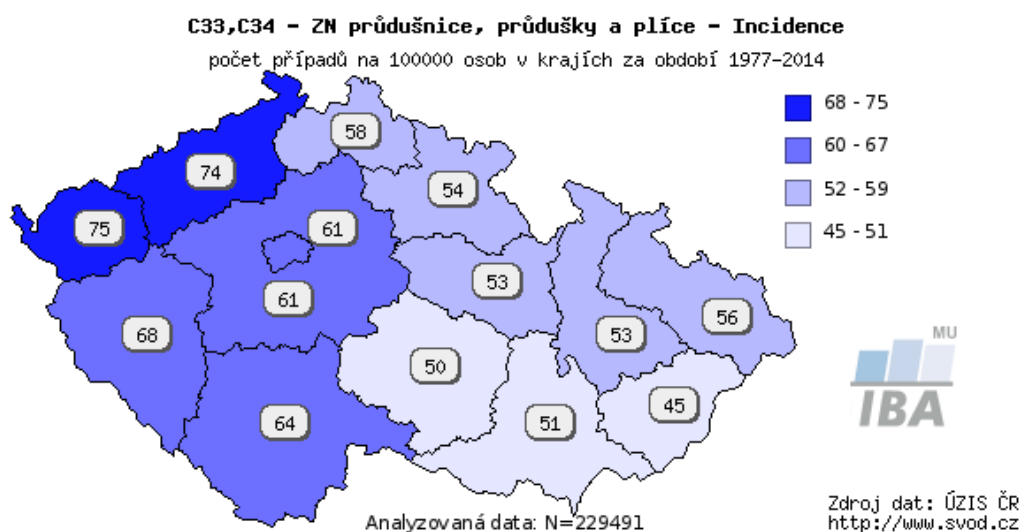 C33,C34 - ZN průdušnice, průdušky a plíce - Incidence
počet případů na 100000 osob v krajích za období 1977-2014
68 - 75
60 - 67
52 - 59
45 - 51
58
74
54
75
61
53
61
56
68
53
50
45
64
51
MU
IBA
Analyzovaná data: N=229491
Zdroj dat: ÚZIS ČR
http://www.svod.cz